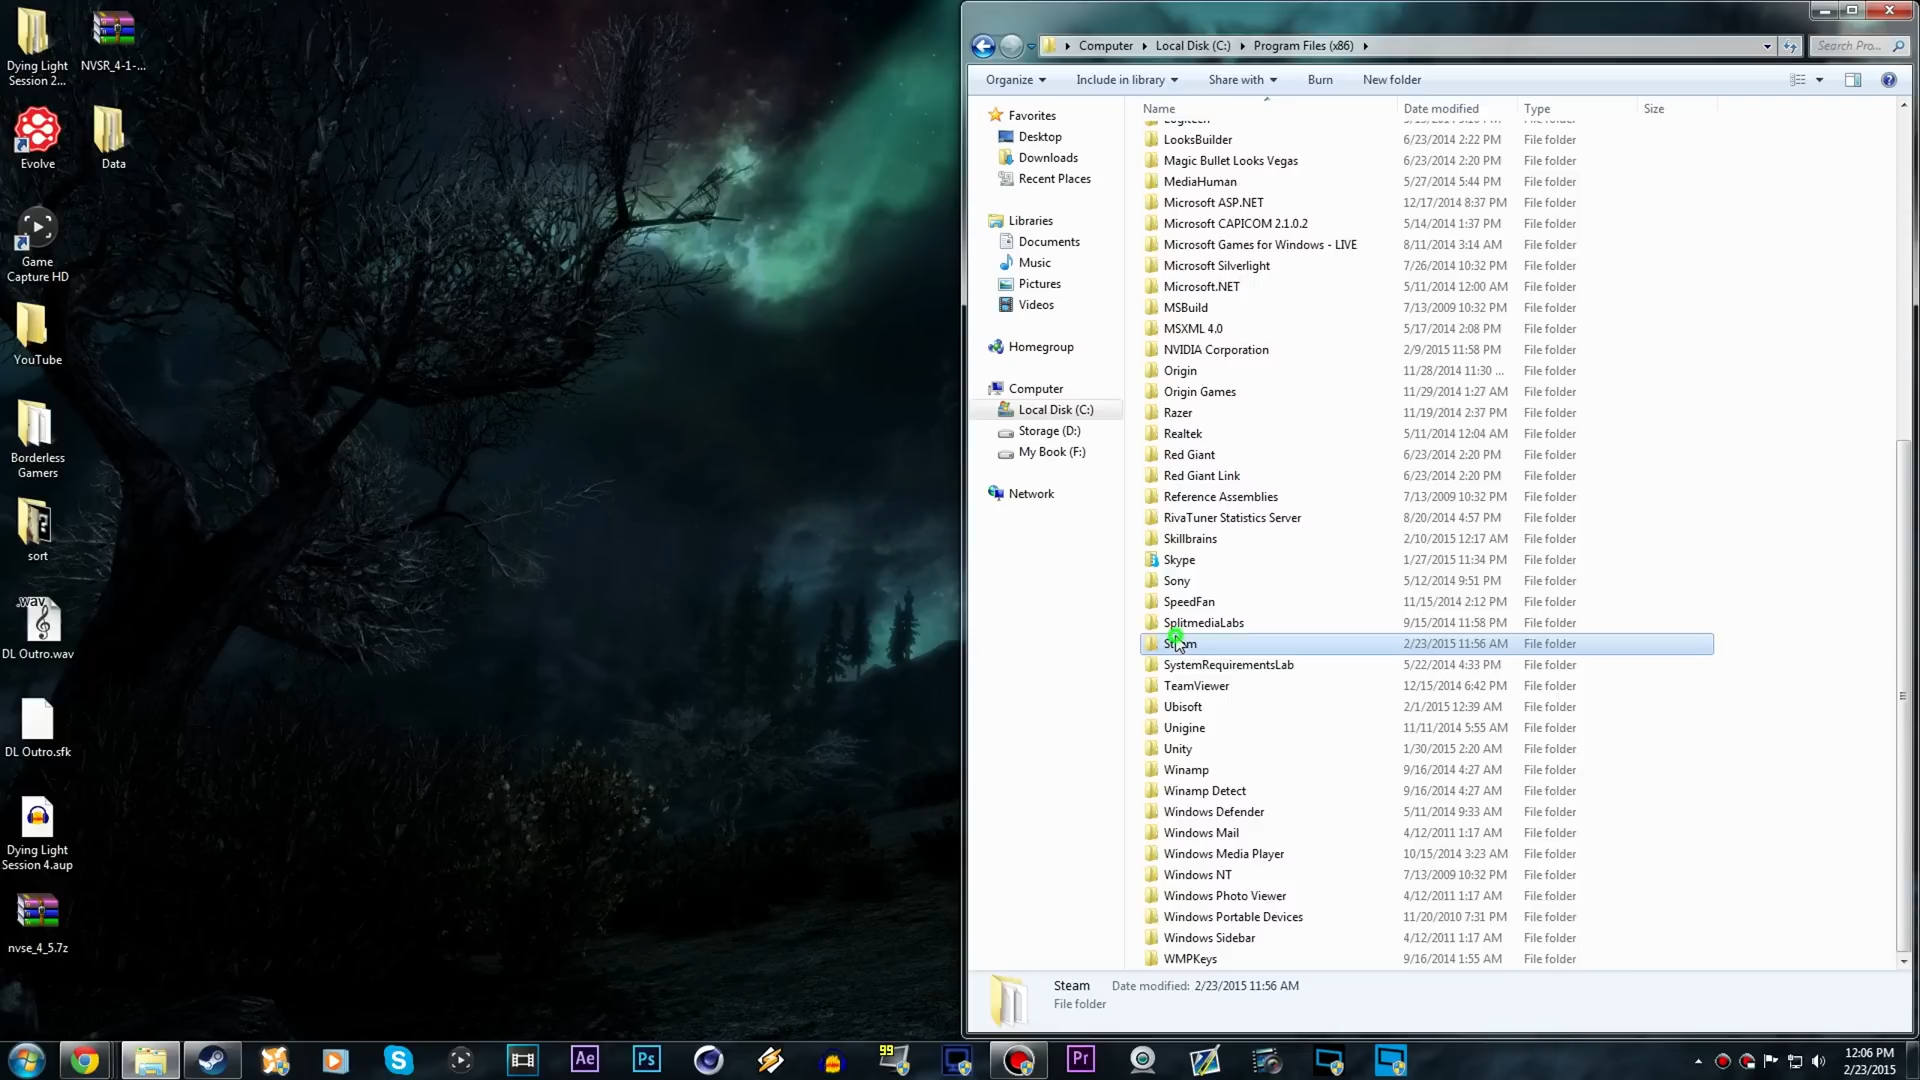 Dying Light
Session 2...
NVSR_4-1-...
Evolve
Data
Game
Capture HD
YouTube
Borderless
Gamers
sort
.wav
DL Outro.wav
DL Outro.sfk
Dying Light
Session 4.aup
nvse_4_5.7z
Computer Local Disk (C:) Program Files (x86)
Search Pro...
Organize Include in library Share with Burn New folder
Favorites
Desktop
Downloads
Recent Places
Libraries
Documents
Music
Pictures
Videos
Homegroup
Computer
Local Disk (C:)
Storage (D:)
My Book (F:)
Network
Name Date modified Type Size
LooksBuilder 6/23/2014 2:22 PM File folder
Magic Bullet Looks Vegas 6/23/2014 2:20 PM File folder
MediaHuman 5/27/2014 5:44 PM File folder
Microsoft ASP.NET 12/17/2014 8:37 PM File folder
Microsoft CAPICOM 2.1.0.2 5/14/2014 1:37 PM File folder
Microsoft Games for Windows - LIVE 8/11/2014 3:14 AM File folder
Microsoft Silverlight 7/26/2014 10:32 PM File folder
Microsoft.NET 5/11/2014 12:00 AM File folder
MSBuild 7/13/2009 10:32 PM File folder
MSXML 4.0 5/17/2014 2:08 PM File folder
NVIDIA Corporation 2/9/2015 11:58 PM File folder
Origin 11/28/2014 11:30 ... File folder
Origin Games 11/29/2014 1:27 AM File folder
Razer 11/19/2014 2:37 PM File folder
Realtek 5/11/2014 12:04 AM File folder
Red Giant 6/23/2014 2:20 PM File folder
Red Giant Link 6/23/2014 2:20 PM File folder
Reference Assemblies 7/13/2009 10:32 PM File folder
RivaTuner Statistics Server 8/20/2014 4:57 PM File folder
Skillbrains 2/10/2015 12:17 AM File folder
Skype 1/27/2015 11:34 PM File folder
Sony 5/12/2014 9:51 PM File folder
SpeedFan 11/15/2014 2:12 PM File folder
SplitmediaLabs 9/15/2014 11:58 PM File folder
Steam 2/23/2015 11:56 AM File folder
SystemRequirementsLab 5/22/2014 4:33 PM File folder
TeamViewer 12/15/2014 6:42 PM File folder
Ubisoft 2/1/2015 12:39 AM File folder
Unigine 11/11/2014 5:55 AM File folder
Unity 1/30/2015 2:20 AM File folder
Winamp 9/16/2014 4:27 AM File folder
Winamp Detect 9/16/2014 4:27 AM File folder
Windows Defender 5/11/2014 9:33 AM File folder
Windows Mail 4/12/2011 1:17 AM File folder
Windows Media Player 10/15/2014 3:23 AM File folder
Windows NT 7/13/2009 10:32 PM File folder
Windows Photo Viewer 4/12/2011 1:17 AM File folder
Windows Portable Devices 11/20/2010 7:31 PM File folder
Windows Sidebar 4/12/2011 1:17 AM File folder
WMPKeys 9/16/2014 1:55 AM File folder
Steam Date modified: 2/23/2015 11:56 AM
File folder
Ae
Ps
99
Pr
12:06 PM
2/23/2015